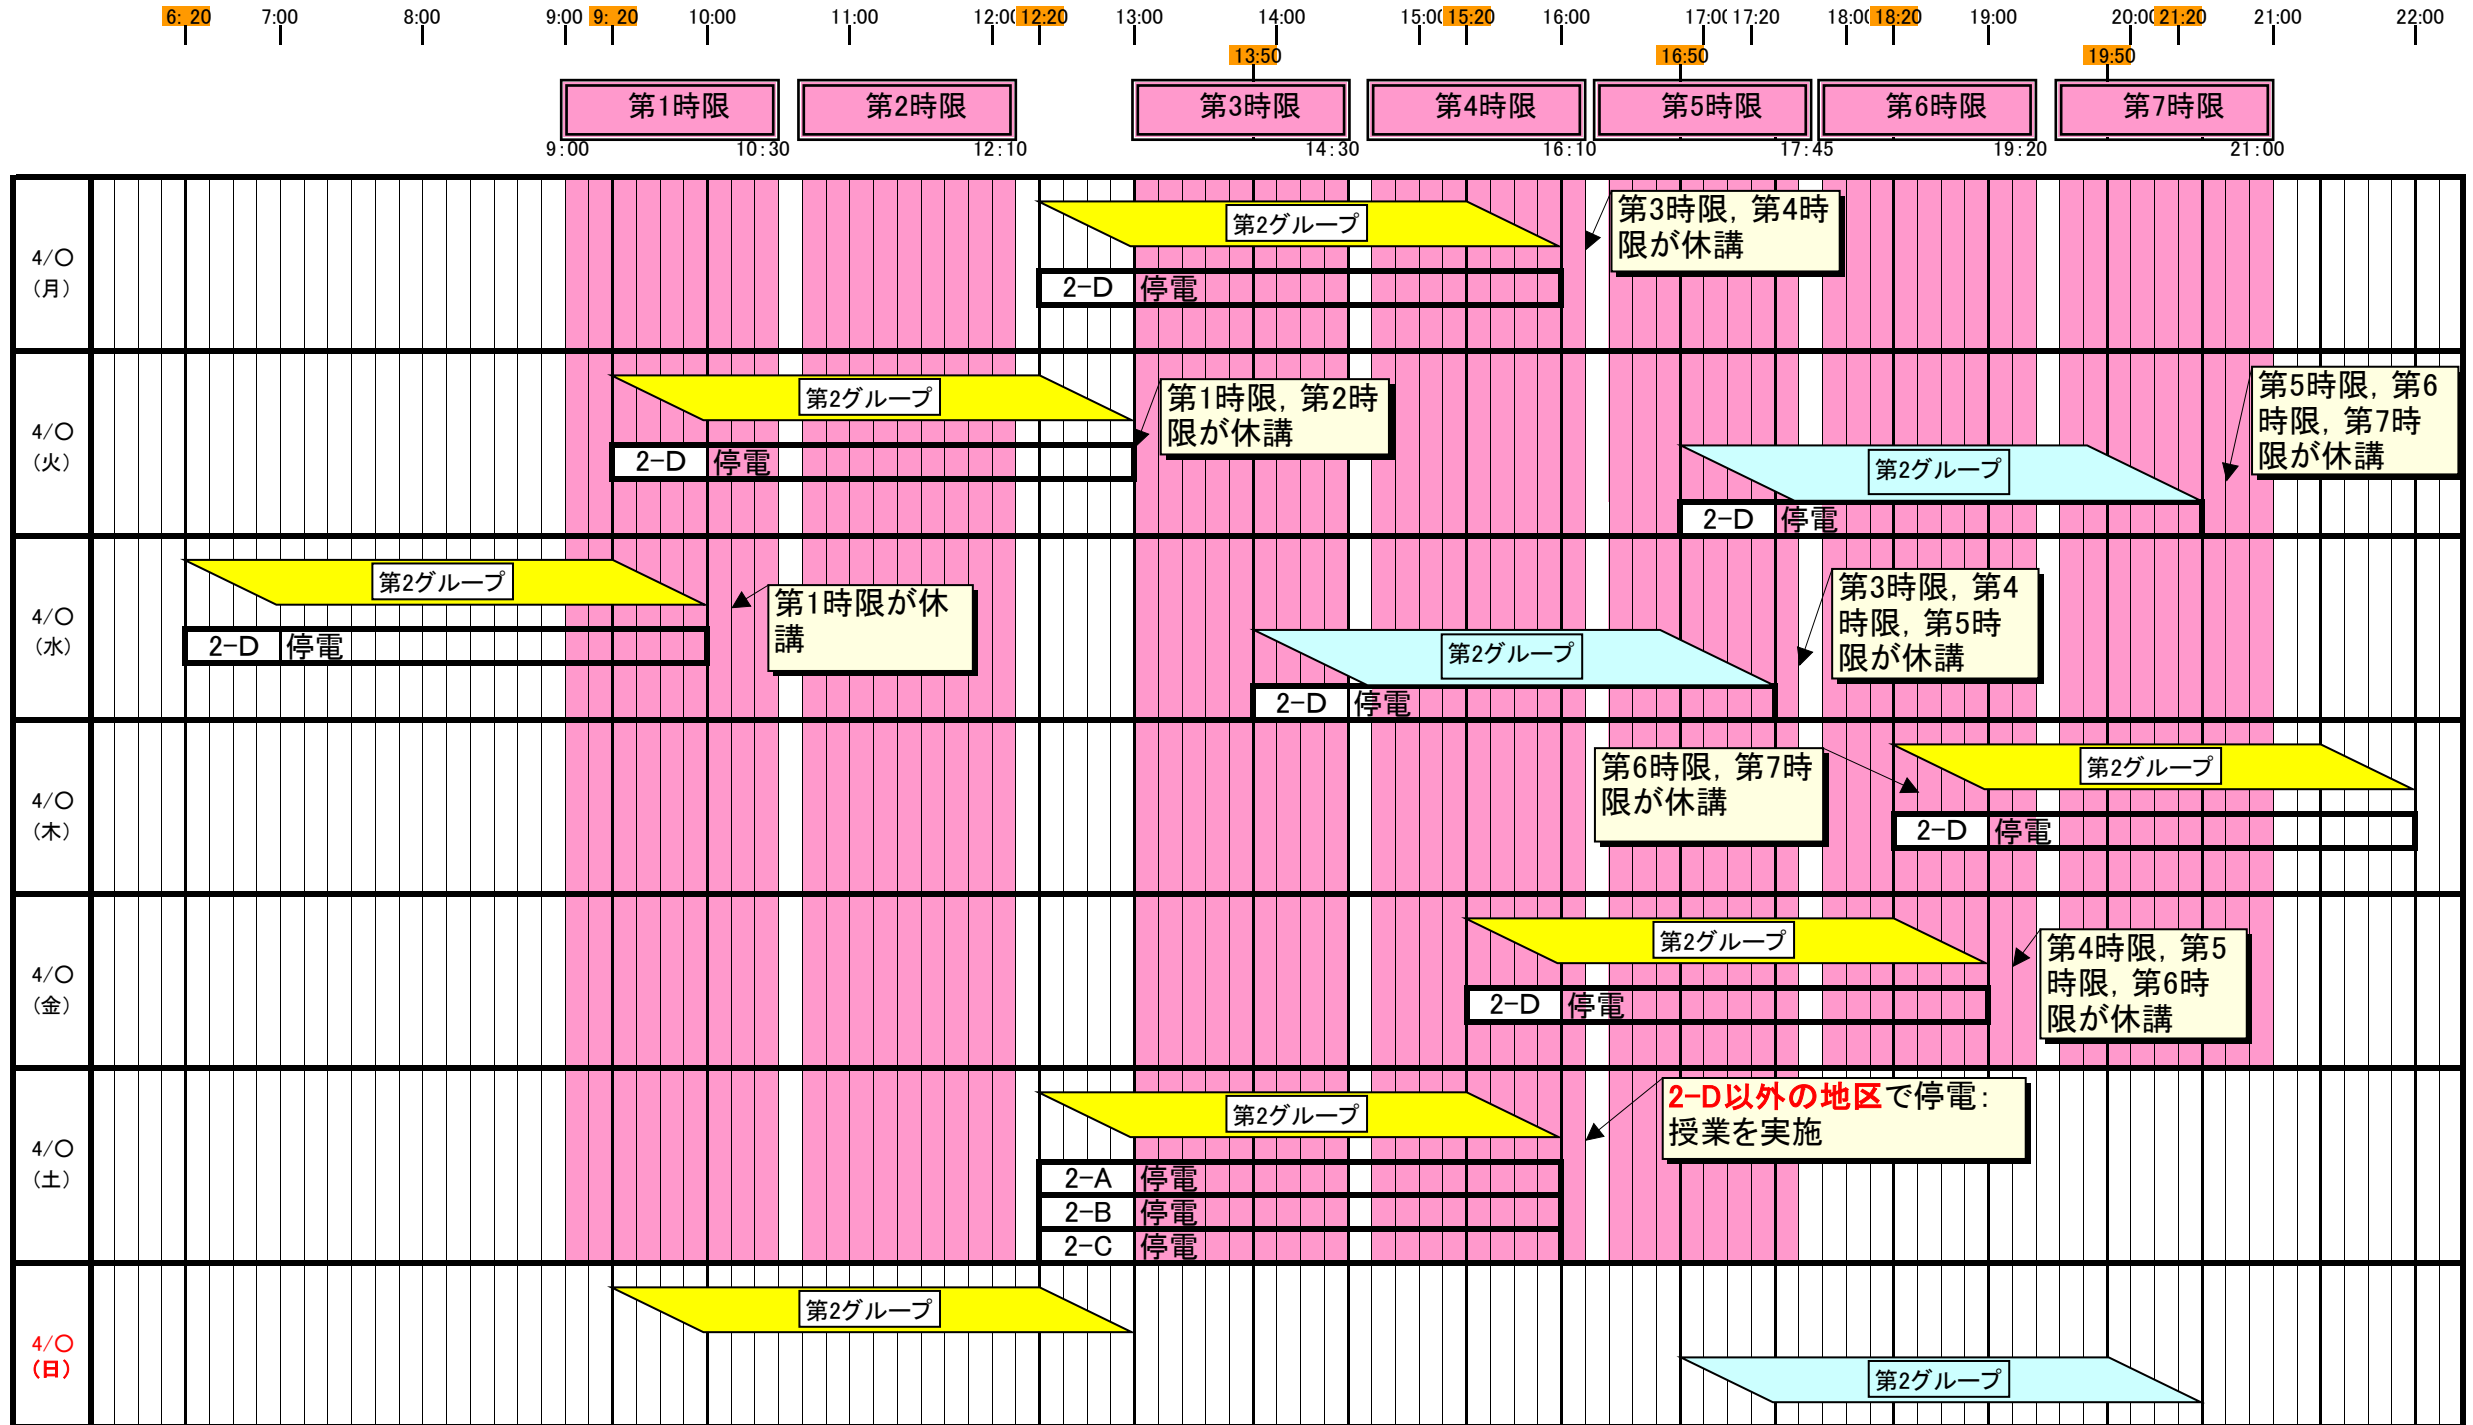 6:20 7:00 8:00 9:00 9:20 10:00 11:00 12:00 12:20 13:00 14:00 15:00 15:20 16:00 17:00 17:20 18:00 18:20 19:00 20:00 21:20 21:00 22:00
13:50 16:50 19:50
第1時限 第2時限 第3時限 第4時限 第5時限 第6時限 第7時限
9:00 10:30 12:10 14:30 16:10 17:45 19:20 21:00
4/〇
（月）
第2グループ
2-D 停電
第3時限，第4時
限が休講
4/〇
（火）
第2グループ
2-D 停電
第1時限，第2時
限が休講
第2グループ
2-D 停電
第5時限，第6
時限，第7時
限が休講
4/〇
（水）
第2グループ
2-D 停電
第1時限が休
講
第2グループ
2-D 停電
第3時限，第4
時限，第5時
限が休講
4/〇
（木）
第6時限，第7時
限が休講
第2グループ
2-D 停電
4/〇
（金）
第2グループ
2-D 停電
第4時限，第5
時限，第6時
限が休講
4/〇
（土）
第2グループ
2-A 停電
2-B 停電
2-C 停電
2-D以外の地区で停電：
授業を実施
4/〇
（日）
第2グループ
第2グループ